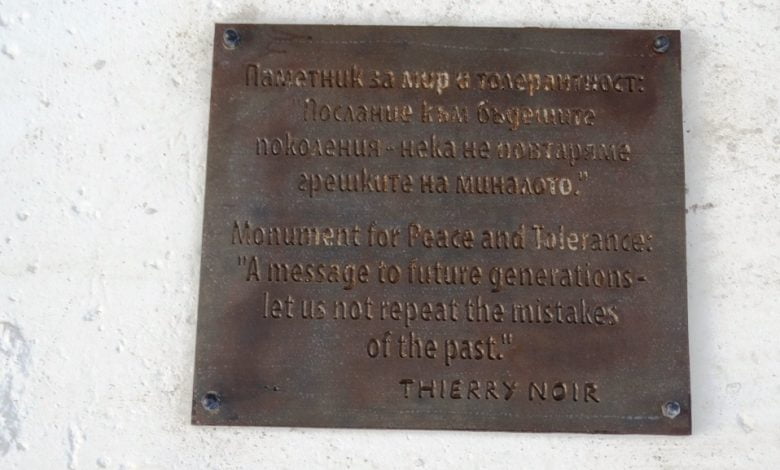 Паметник за мир и толерантност:
"Послание към бъдещите
поколения - нека не повтаряме
грешките на миналото."
Monument for Peace and Tolerance:
"A message to future generations -
let us not repeat the mistakes
of the past."
THIERRY NOIR